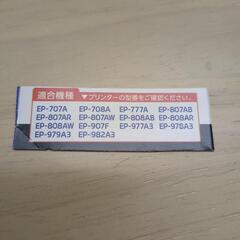 適合機種 ▼プリンターの型番をご確認ください。
EP-707A EP-708A EP-777A EP-807AB
EP-807AR EP-807AW EP-808AB EP-808AR
EP-808AW EP-907F EP-977A3 EP-978A3
EP-979A3 EP-982A3